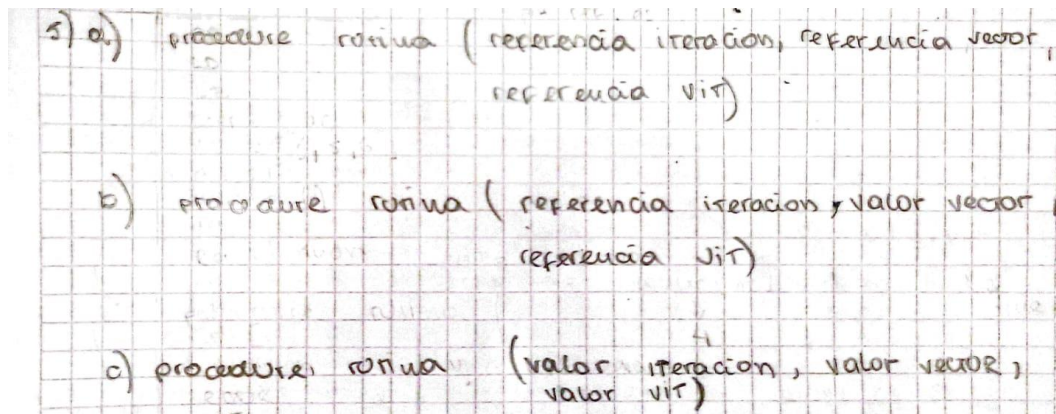 5) a) procedure rutina (referencia iteracion, referencia vector,
referencia vit)
b) procedure rutina (referencia iteracion, valor vector,
referencia vit)
c) procedure rutina (valor iteracion, valor vector,
valor vit)